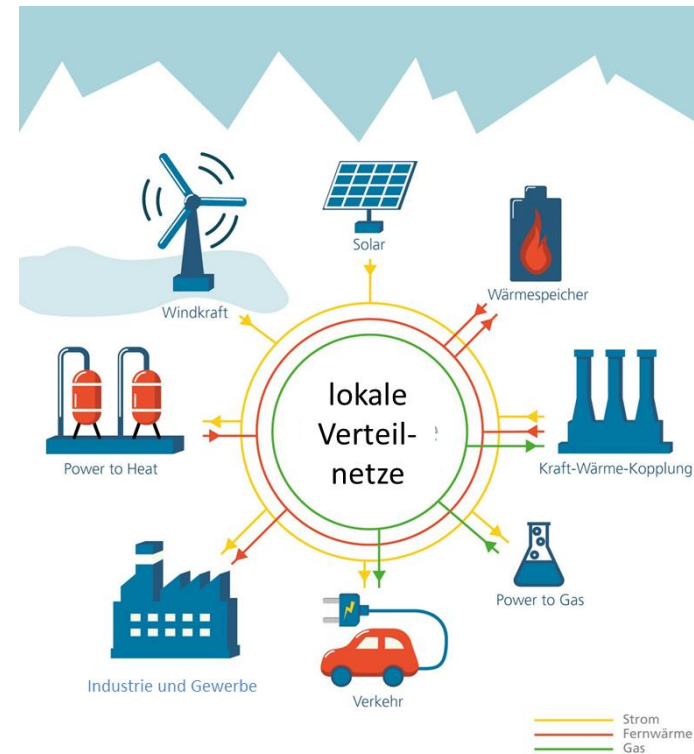 Solar
Wärmespeicher
Windkraft
lokale
Verteil-
netze
Power to Heat
Kraft-Wärme-Kopplung
Power to Gas
Industrie und Gewerbe
Verkehr
Strom
Fernwärme
Gas